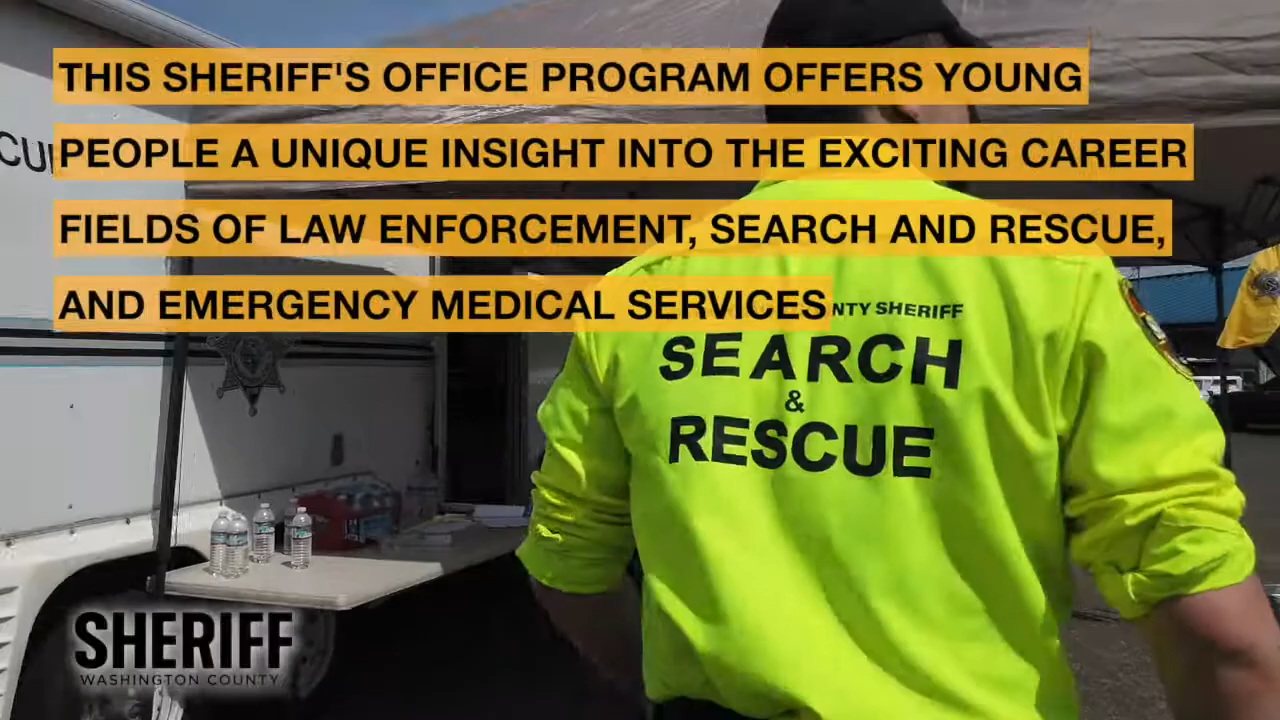 THIS SHERIFF'S OFFICE PROGRAM OFFERS YOUNG
PEOPLE A UNIQUE INSIGHT INTO THE EXCITING CAREER
FIELDS OF LAW ENFORCEMENT, SEARCH AND RESCUE,
AND EMERGENCY MEDICAL SERVICES
SHERIFF
SEARCH
&
RESCUE
SHERIFF
WASHINGTON COUNTY